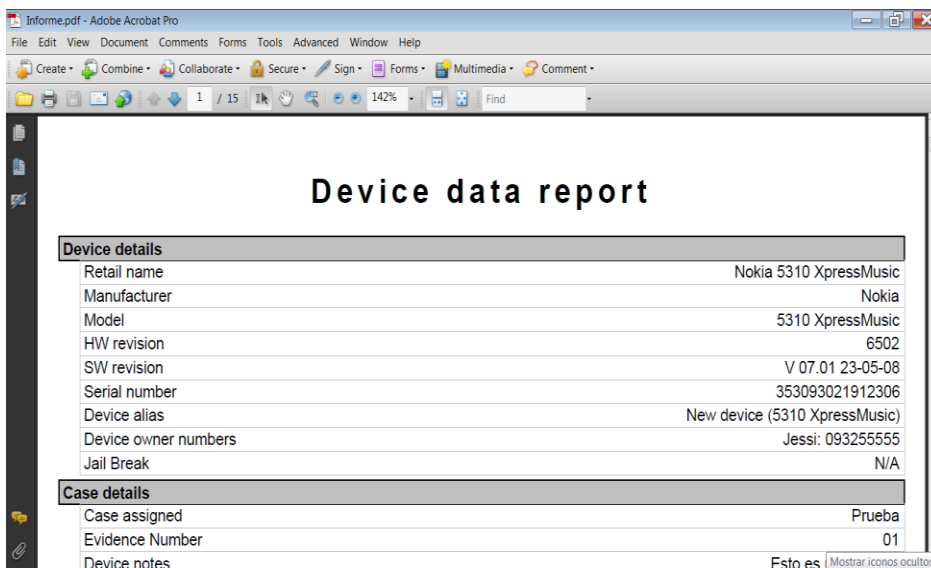 Informe.pdf - Adobe Acrobat Pro
File Edit View Document Comments Forms Tools Advanced Window Help
Create Combine Collaborate Secure Sign Forms Multimedia Comment
1 / 15 142% Find
Device data report
Device details
Retail name Nokia 5310 XpressMusic
Manufacturer Nokia
Model 5310 XpressMusic
HW revision 6502
SW revision V 07.01 23-05-08
Serial number 353093021912306
Device alias New device (5310 XpressMusic)
Device owner numbers Jessi: 093255555
Jail Break N/A
Case details
Case assigned Prueba
Evidence Number 01
Device notes Esto es
Mostrar iconos ocultos